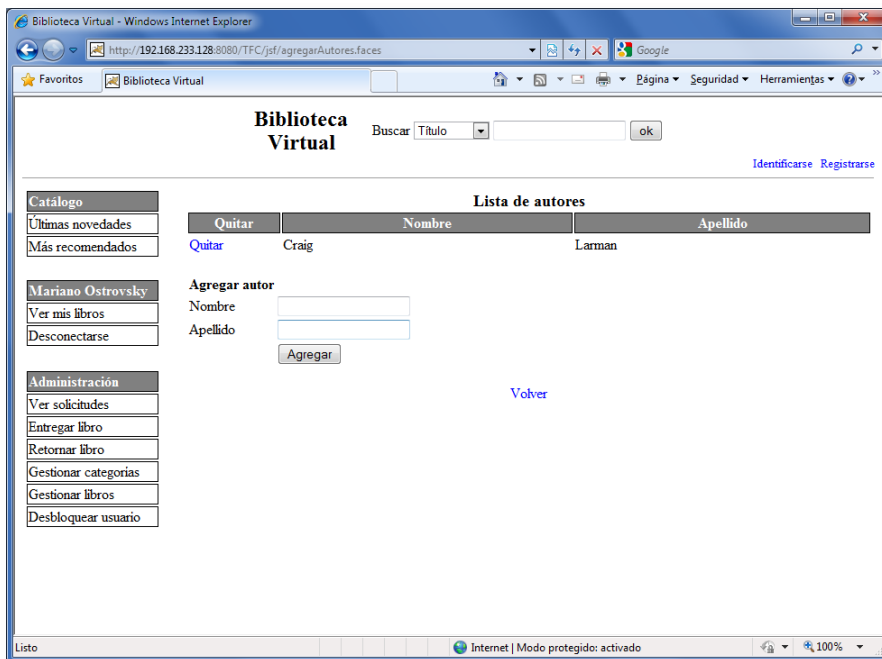 Biblioteca Virtual - Windows Internet Explorer
http://192.168.233.128:8080/TFC/jsf/agregarAutores.faces
Google
Favoritos
Biblioteca Virtual
Página
Seguridad
Herramientas
Biblioteca
Virtual
Buscar
Título
ok
Identificarse Registrarse
Catálogo
Últimas novedades
Más recomendados
Mariano Ostrovsky
Ver mis libros
Desconectarse
Administración
Ver solicitudes
Entregar libro
Retornar libro
Gestionar categorias
Gestionar libros
Desbloquear usuario
Lista de autores
Quitar Nombre Apellido
Quitar Craig Larman
Agregar autor
Nombre
Apellido
Agregar
Volver
Listo
Internet | Modo protegido: activado
100%